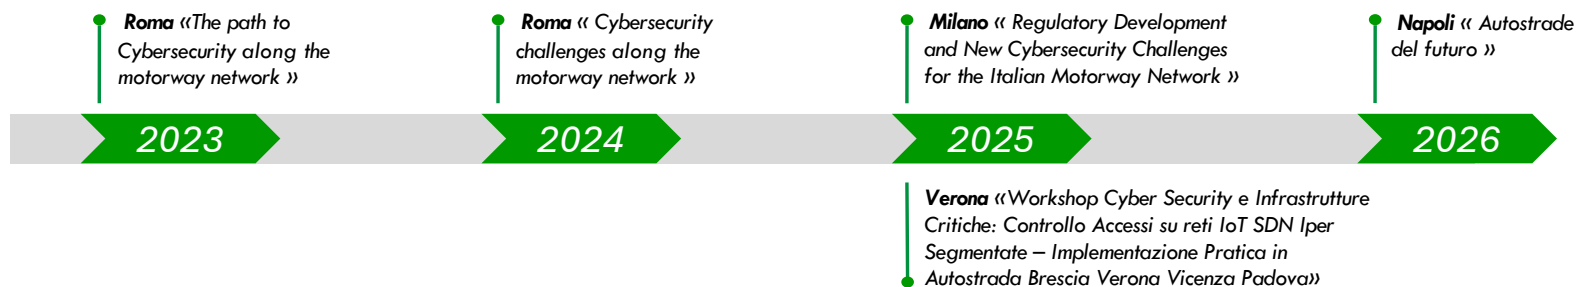 Roma «The path to
Cybersecurity along the
motorway network »
Roma « Cybersecurity
challenges along the
motorway network »
Milano « Regulatory Development
and New Cybersecurity Challenges
for the Italian Motorway Network »
Napoli « Autostrade
del futuro »
2023
2024
2025
2026
Verona «Workshop Cyber Security e Infrastrutture
Critiche: Controllo Accessi su reti IoT SDN Iper
Segmentate – Implementazione Pratica in
Autostrada Brescia Verona Vicenza Padova»